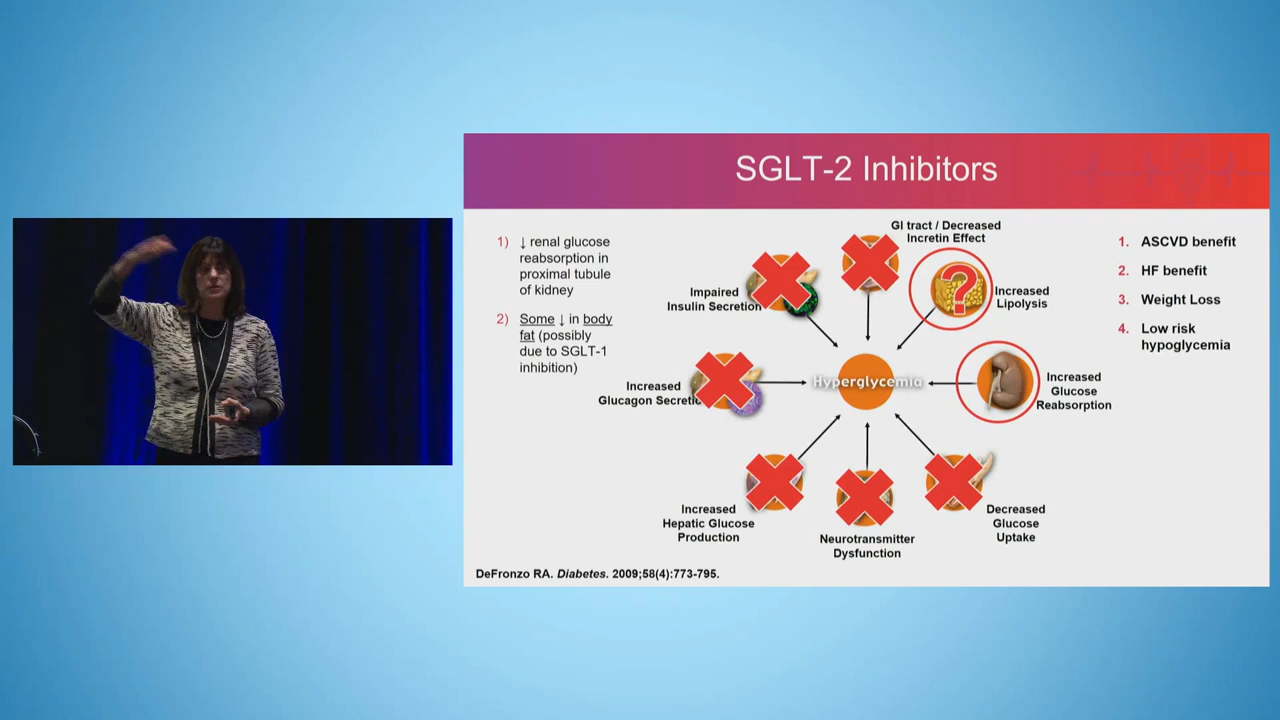 SGLT-2 Inhibitors
1) ↓ renal glucose
reabsorption in
proximal tubule
of kidney
2) Some ↓ in body
fat (possibly
due to SGLT-1
inhibition)
GI tract / Decreased
Incretin Effect
Impaired
Insulin Secretion
?
Increased
Lipolysis
Increased
Glucagon Secretio
Hyperglycemia
Increased
Glucose
Reabsorption
Increased
Hepatic Glucose
Production
Neurotransmitter
Dysfunction
Decreased
Glucose
Uptake
1. ASCVD benefit
2. HF benefit
3. Weight Loss
4. Low risk
hypoglycemia
DeFronzo RA. Diabetes. 2009;58(4):773-795.